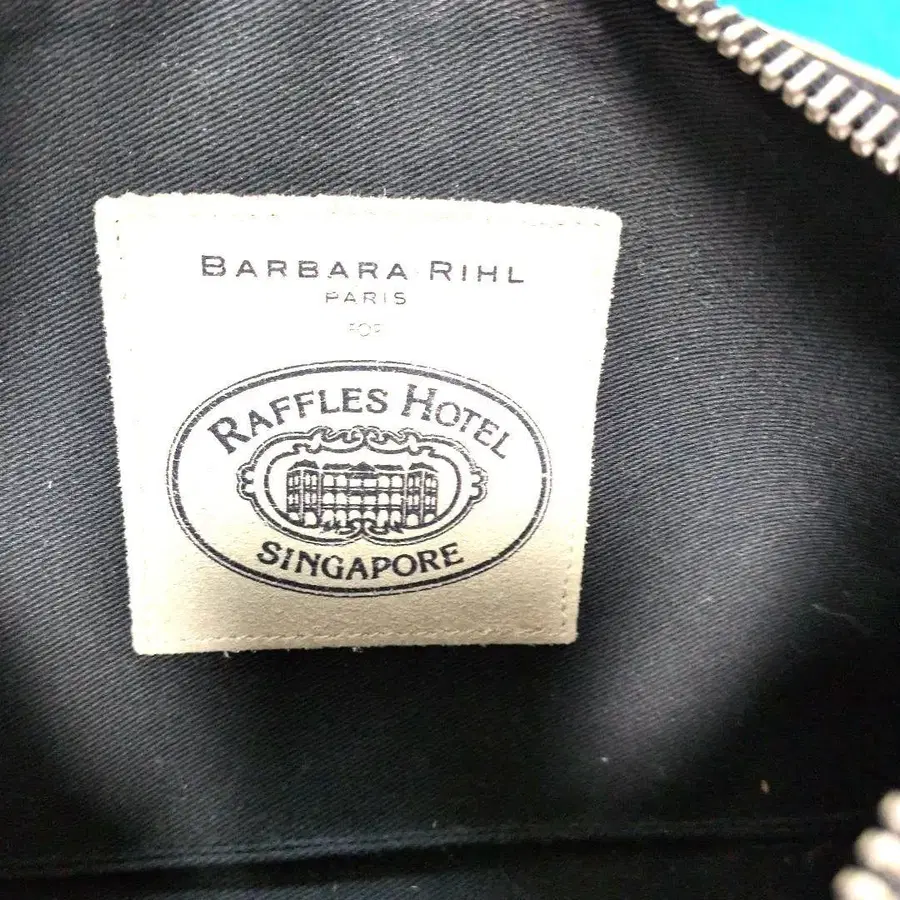 BARBARA RIHL
PARIS
FOR
RAFFLES HOTEL
SINGAPORE